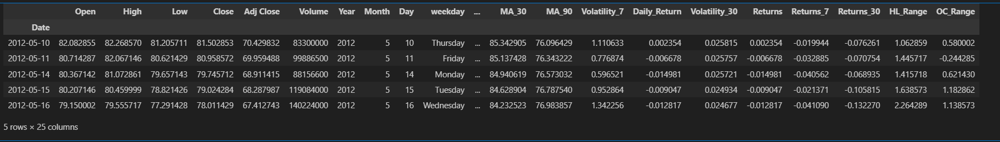 Open High Low Close Adj Close Volume Year Month Day weekday ... MA_30 MA_90 Volatility_7 Daily_Return Volatility_30 Returns Returns_7 Returns_30 HL_Range OC_Range
Date
2012-05-10 82.082855 82.268570 81.205711 81.502853 70.429832 83300000 2012 5 10 Thursday ... 85.342905 76.096429 1.110633 0.002354 0.025815 0.002354 -0.019944 -0.076261 1.062859 0.580002
2012-05-11 80.714287 82.067146 80.621429 80.958572 69.959488 99886500 2012 5 11 Friday ... 85.137428 76.343222 0.776874 -0.006678 0.025757 -0.006678 -0.032885 -0.070754 1.445717 -0.244285
2012-05-14 80.367142 81.072861 79.657143 79.745712 68.911415 88156600 2012 5 14 Monday ... 84.940619 76.573032 0.596521 -0.014981 0.025721 -0.014981 -0.040562 -0.068935 1.415718 0.621430
2012-05-15 80.207146 80.459999 78.821426 79.024284 68.287987 119084000 2012 5 15 Tuesday ... 84.628904 76.787540 0.952864 -0.009047 0.024934 -0.009047 -0.021371 -0.105815 1.638573 1.182862
2012-05-16 79.150002 79.555717 77.291428 78.011429 67.412743 140224000 2012 5 16 Wednesday ... 84.232523 76.983857 1.342256 -0.012817 0.024677 -0.012817 -0.041090 -0.132270 2.264289 1.138573
5 rows × 25 columns